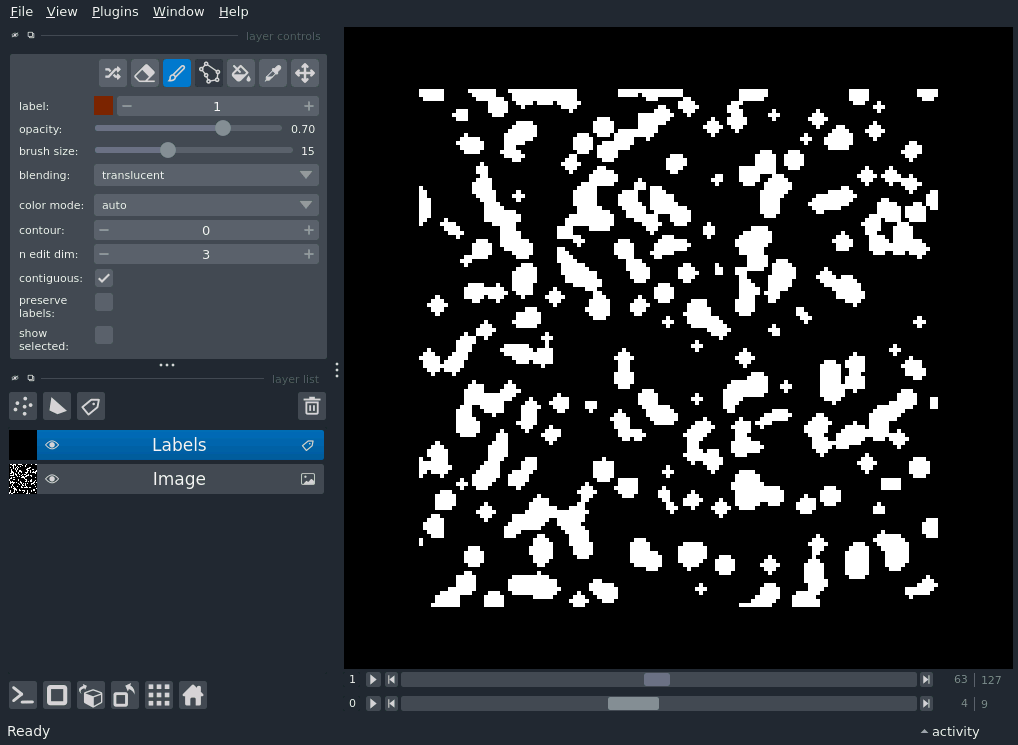 File View Plugins Window Help
layer controls
label: 1
opacity: 0.70
brush size: 15
blending: translucent
color mode: auto
contour: 0
n edit dim: 3
contiguous:
preserve
labels:
show
selected:
layer list
Labels
Image
1 63 127
0 4 9
Ready activity